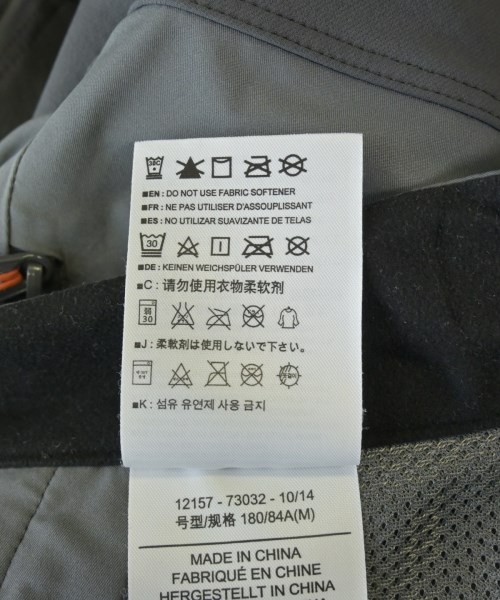 30C
■EN : DO NOT USE FABRIC SOFTENER
■FR : NE PAS UTILISER D'ASSOUPLISSANT
■ES : NO UTILIZAR SUAVIZANTE DE TELAS
30
■DE : KEINEN WEICHSPÜLER VERWENDEN
■C : 请勿使用衣物柔软剂
弱
30
■J : 柔軟剤は使用しないで下さい。
■K : 섬유 유연제 사용 금지
12157 - 73032 - 10/14
号型/规格 180/84A(M)
MADE IN CHINA
FABRIQUÉ EN CHINE
HERGESTELLT IN CHINA